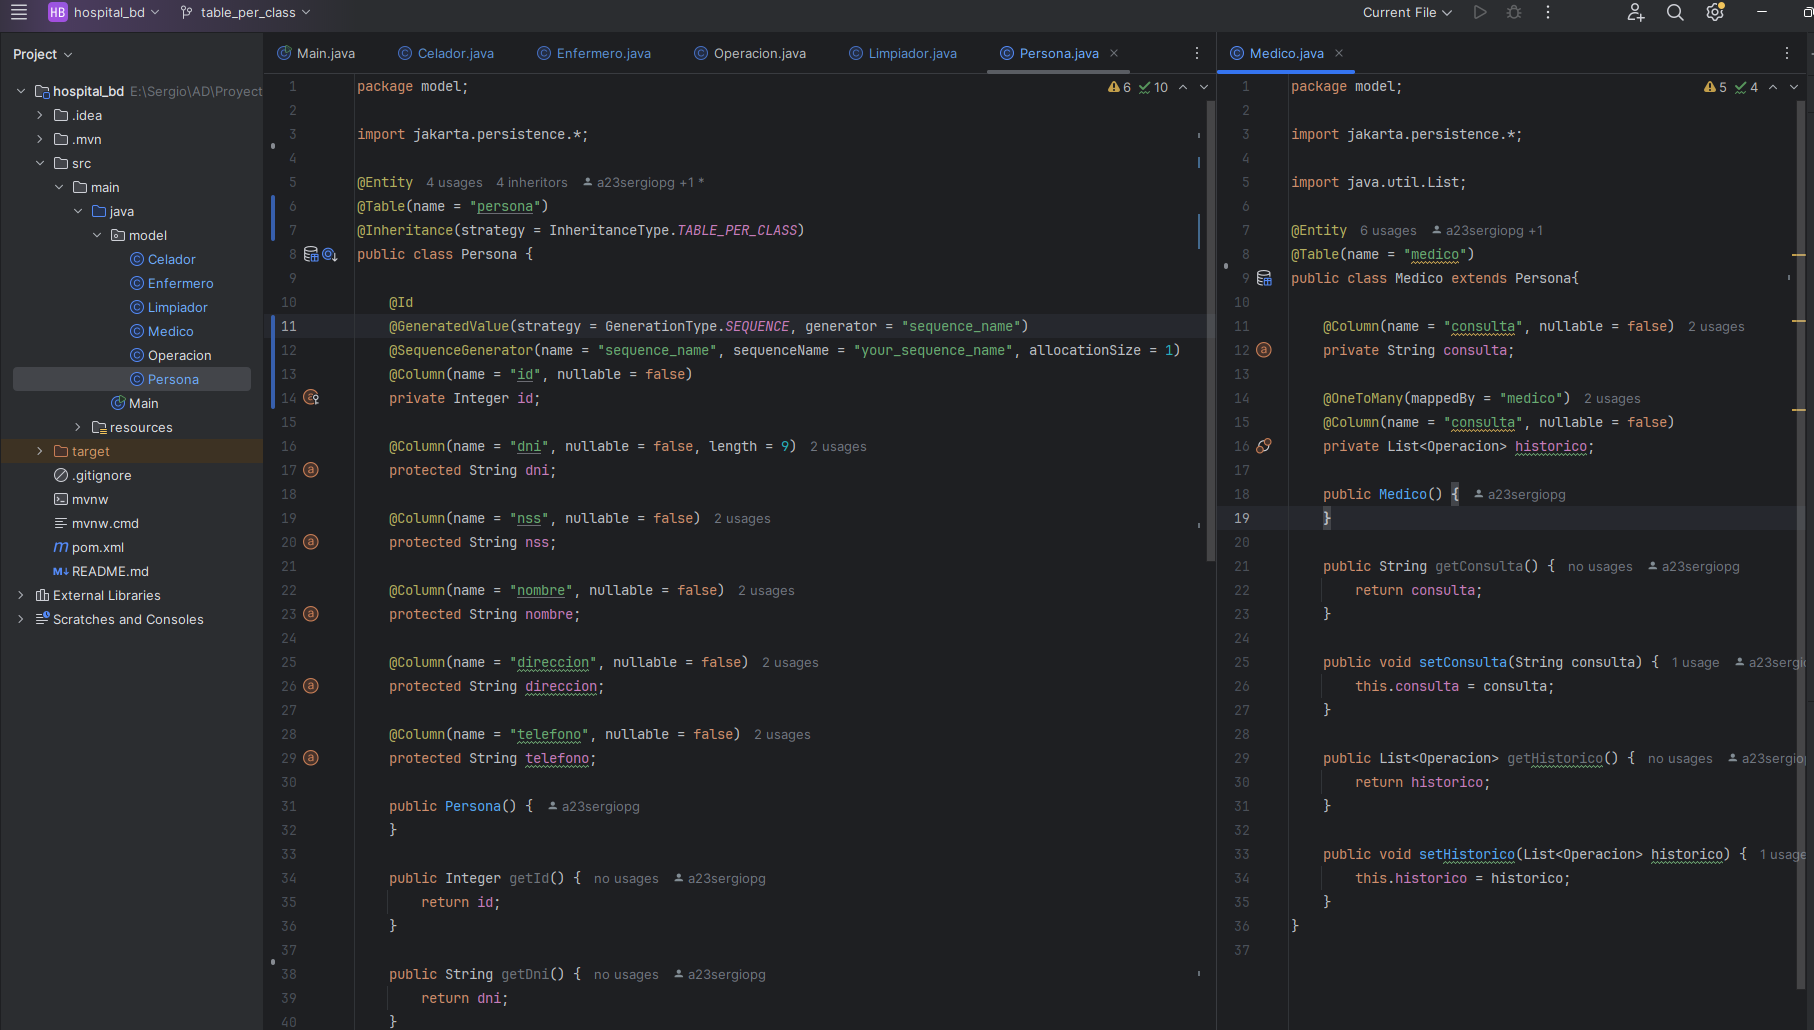 HB hospital_bd table_per_class Current File
Project
hospital_bd E:\Sergio\AD\Proyect
.idea
.mvn
src
main
java
model
Celador
Enfermero
Limpiador
Medico
Operacion
Persona
Main
resources
target
.gitignore
mvnw
mvnw.cmd
pom.xml
README.md
External Libraries
Scratches and Consoles
Main.java Celador.java Enfermero.java Operacion.java Limpiador.java Persona.java
6 10
1 package model;
2
3 import jakarta.persistence.*;
4
5 @Entity 4 usages 4 inheritors a23sergiopg +1 *
6 @Table(name = "persona")
7 @Inheritance(strategy = InheritanceType.TABLE_PER_CLASS)
8 public class Persona {
9
10 @Id
11 @GeneratedValue(strategy = GenerationType.SEQUENCE, generator = "sequence_name")
12 @SequenceGenerator(name = "sequence_name", sequenceName = "your_sequence_name", allocationSize = 1)
13 @Column(name = "id", nullable = false)
14 private Integer id;
15
16 @Column(name = "dni", nullable = false, length = 9) 2 usages
17 protected String dni;
18
19 @Column(name = "nss", nullable = false) 2 usages
20 protected String nss;
21
22 @Column(name = "nombre", nullable = false) 2 usages
23 protected String nombre;
24
25 @Column(name = "direccion", nullable = false) 2 usages
26 protected String direccion;
27
28 @Column(name = "telefono", nullable = false) 2 usages
29 protected String telefono;
30
31 public Persona() { a23sergiopg
32 }
33
34 public Integer getId() { no usages a23sergiopg
35 return id;
36 }
37
38 public String getDni() { no usages a23sergiopg
39 return dni;
40 }
Medico.java
5 4
1 package model;
2
3 import jakarta.persistence.*;
4
5 import java.util.List;
6
7 @Entity 6 usages a23sergiopg +1
8 @Table(name = "medico")
9 public class Medico extends Persona{
10
11 @Column(name = "consulta", nullable = false) 2 usages
12 private String consulta;
13
14 @OneToMany(mappedBy = "medico") 2 usages
15 @Column(name = "consulta", nullable = false)
16 private List<Operacion> historico;
17
18 public Medico() { a23sergiopg
19 }
20
21 public String getConsulta() { no usages a23sergiopg
22 return consulta;
23 }
24
25 public void setConsulta(String consulta) { 1 usage a23sergi
26 this.consulta = consulta;
27 }
28
29 public List<Operacion> getHistorico() { no usages a23sergio
30 return historico;
31 }
32
33 public void setHistorico(List<Operacion> historico) { 1 usage
34 this.historico = historico;
35 }
36 }
37